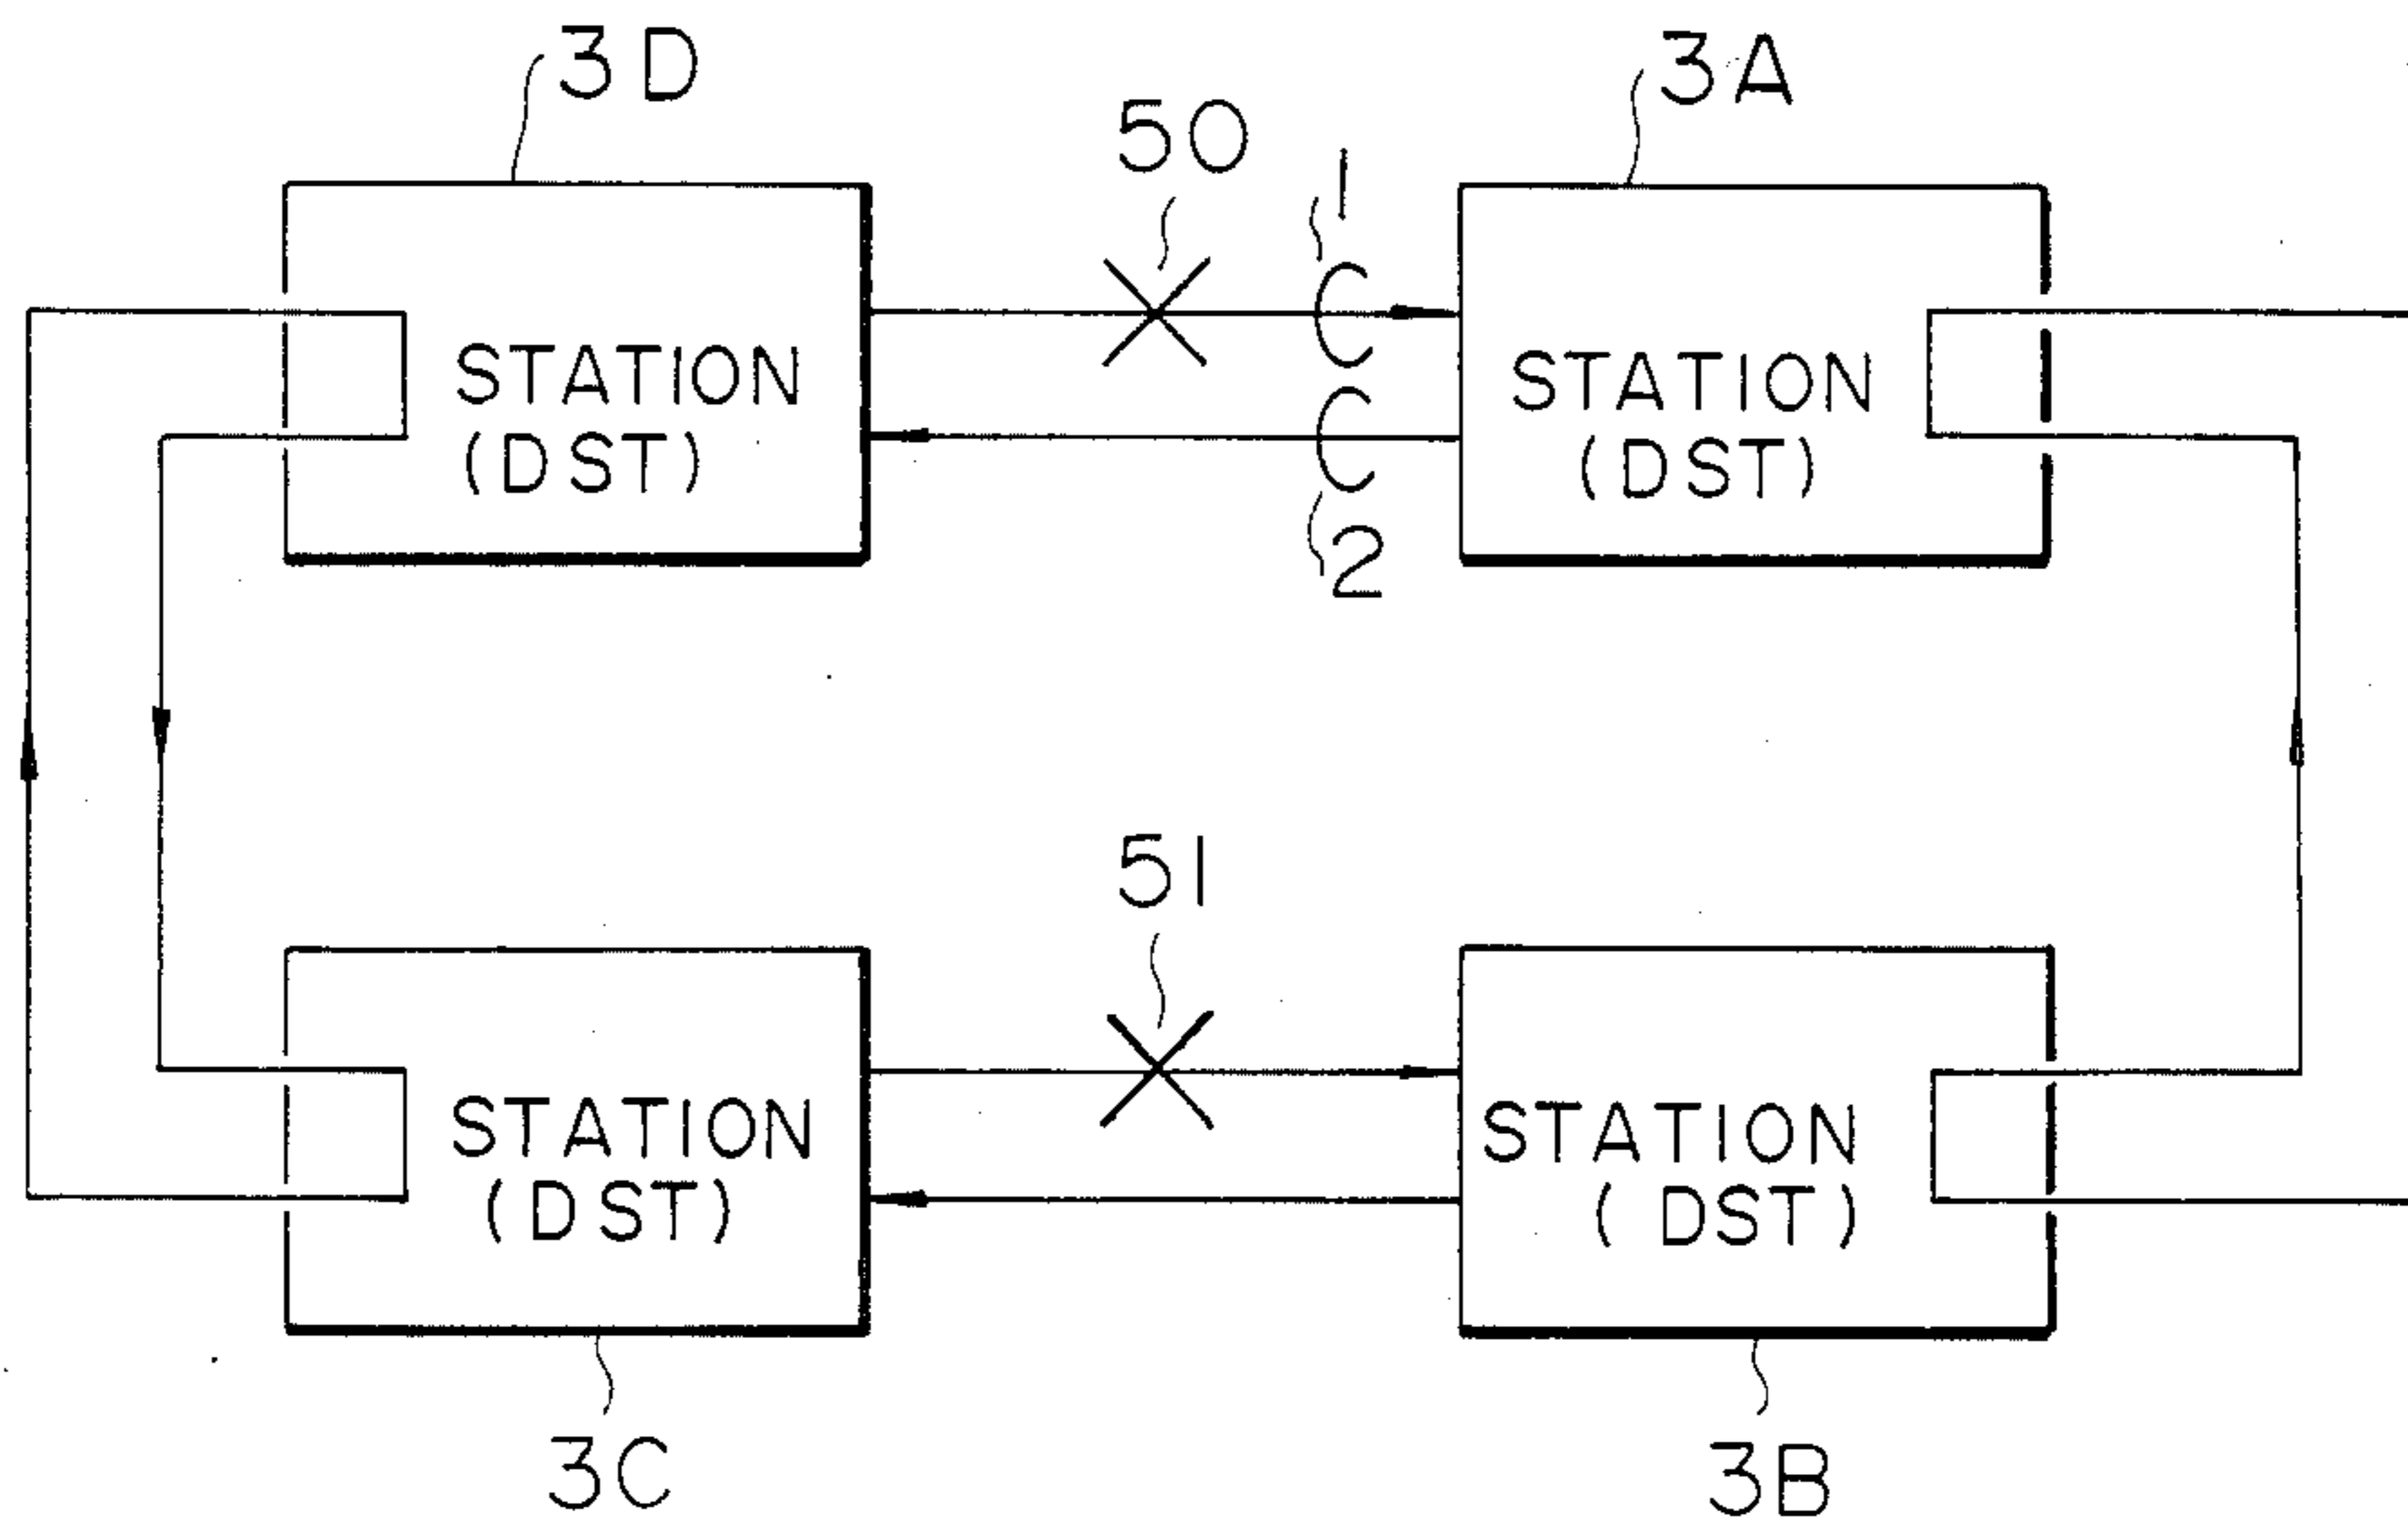 3D
3A
50
1
STATION
(DST)
STATION
(DST)
2
51
STATION
(DST)
STATION
(DST)
3C
3B